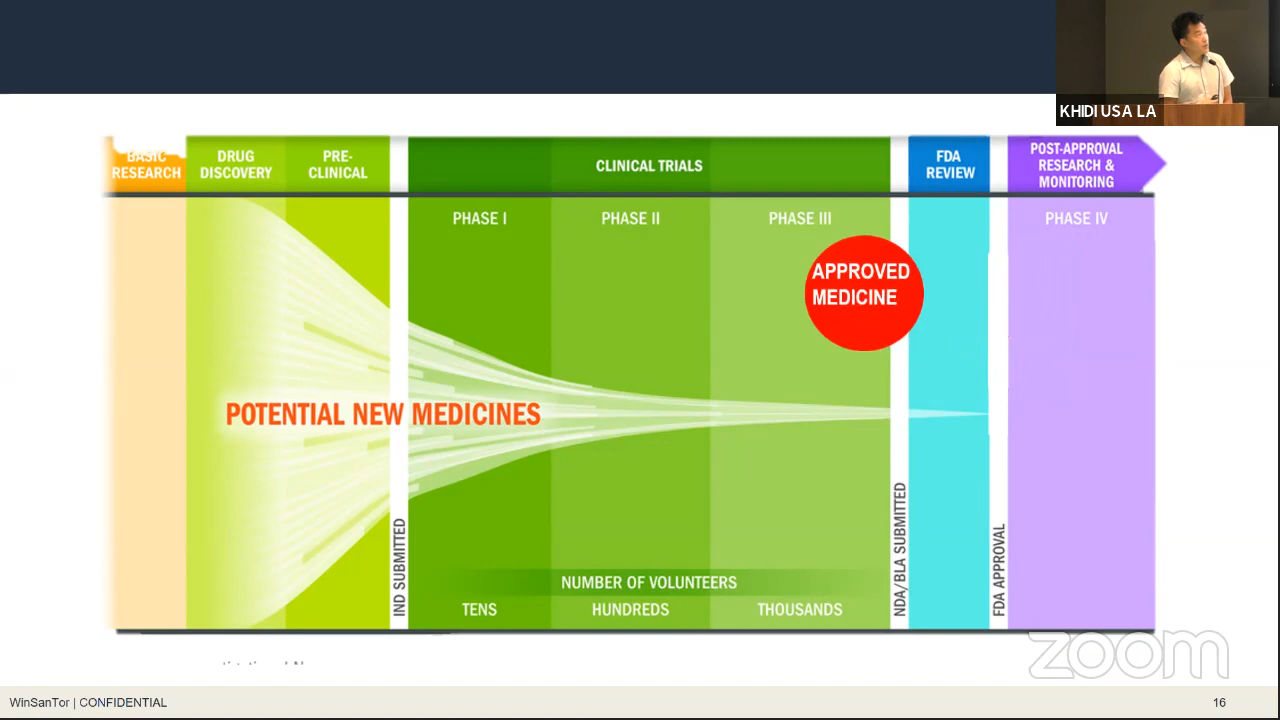 KHIDI USA LA
BASIC
RESEARCH
DRUG
DISCOVERY
PRE-
CLINICAL
CLINICAL TRIALS
FDA
REVIEW
POST-APPROVAL
RESEARCH &
MONITORING
PHASE I
PHASE II
PHASE III
PHASE IV
APPROVED
MEDICINE
POTENTIAL NEW MEDICINES
IND SUBMITTED
NDA/BLA SUBMITTED
FDA APPROVAL
NUMBER OF VOLUNTEERS
TENS
HUNDREDS
THOUSANDS
zoom
WinSanTor | CONFIDENTIAL
16